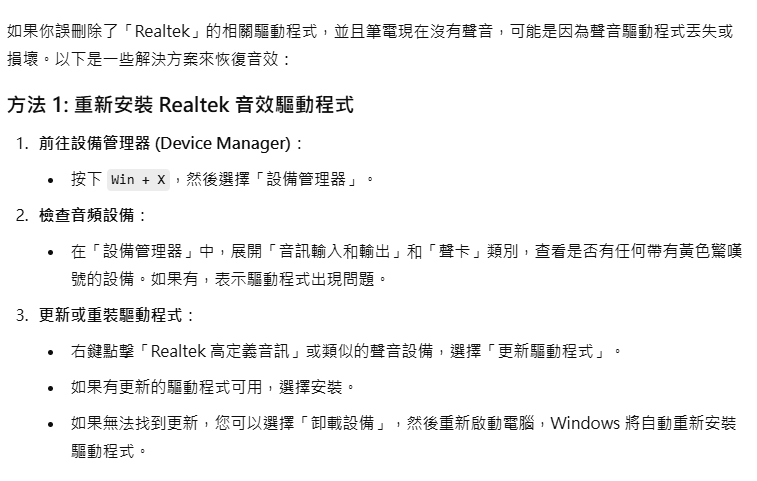 如果你誤刪除了「Realtek」的相關驅動程式，並且筆電現在沒有聲音，可能是因為聲音驅動程式丟失或
損壞。以下是一些解決方案來恢復音效：
方法 1: 重新安裝 Realtek 音效驅動程式
1. 前往設備管理器 (Device Manager)：
• 按下 Win + X，然後選擇「設備管理器」。
2. 檢查音頻設備：
• 在「設備管理器」中，展開「音訊輸入和輸出」和「聲卡」類別，查看是否有任何帶有黃色驚嘆
號的設備。如果有，表示驅動程式出現問題。
3. 更新或重裝驅動程式：
• 右鍵點擊「Realtek 高定義音訊」或類似的聲音設備，選擇「更新驅動程式」。
• 如果有更新的驅動程式可用，選擇安裝。
• 如果無法找到更新，您可以選擇「卸載設備」，然後重新啟動電腦，Windows 將自動重新安裝
驅動程式。